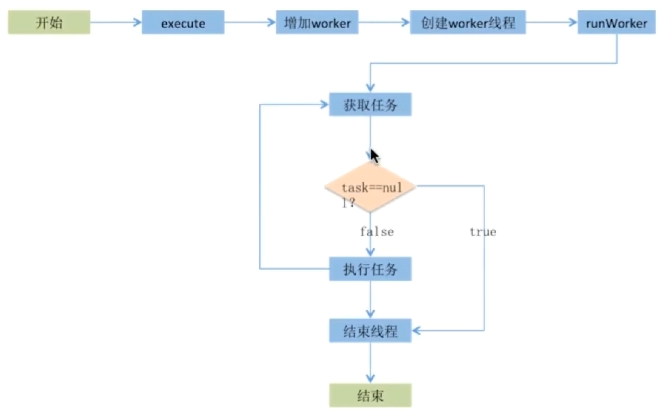 开始
execute
增加worker
创建worker线程
runWorker
获取任务
task==nul
l?
false
true
执行任务
结束线程
结束